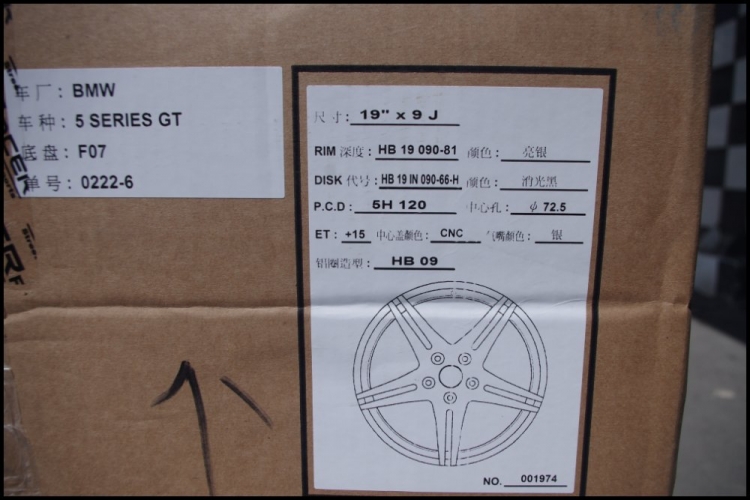 车厂：BMW
车种：5 SERIES GT
底盘：F07
单号：0222-6
尺寸：19" x 9 J
RIM 深度：HB 19 090-81 颜色：亮银
DISK 代号：HB 19 IN 090-66-H 颜色：消光黑
P.C.D：5H 120 中心孔：ψ 72.5
ET：+15 中心盖颜色：CNC 气嘴颜色：银
铝圈造型：HB 09
NO. 001974